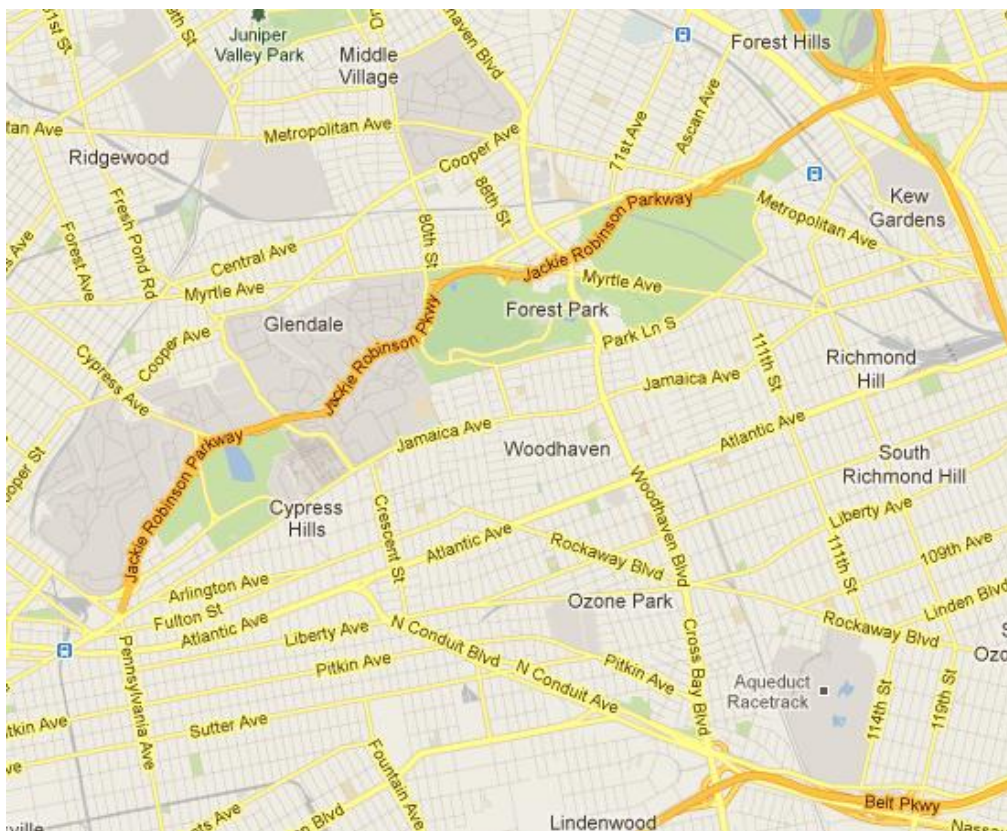 61st St
Juniper
Valley Park
Middle
Village
Forest Hills
Metropolitan Ave
Cooper Ave
71st Ave
Ascan Ave
Ridgewood
88th St
Jackie Robinson Parkway
Metropolitan Ave
Kew
Gardens
Fresh Pond Rd
Forest Ave
80th St
Central Ave
Myrtle Ave
Jackie Robinson Parkway
Myrtle Ave
Glendale
Forest Park
Jackie Robinson Pkwy
Park Ln S
Cooper Ave
Cypress Ave
111th St
Richmond
Hill
Jamaica Ave
Jackie Robinson Pkwy
Jamaica Ave
Atlantic Ave
Woodhaven
Jackie Robinson Parkway
South
Richmond Hill
Cypress
Hills
Crescent St
Woodhaven Blvd
Liberty Ave
Atlantic Ave
Rockaway Blvd
111th St
109th Ave
Arlington Ave
Fulton St
Ozone Park
Linden Blvd
Atlantic Ave
Liberty Ave
N Conduit Blvd
Rockaway Blvd
Pennsylvania Ave
Pitkin Ave
N Conduit Ave
Pitkin Ave
Cross Bay Blvd
Aqueduct
Racetrack
114th St
119th St
Sutter Ave
Fountain Ave
Belt Pkwy
Lindenwood